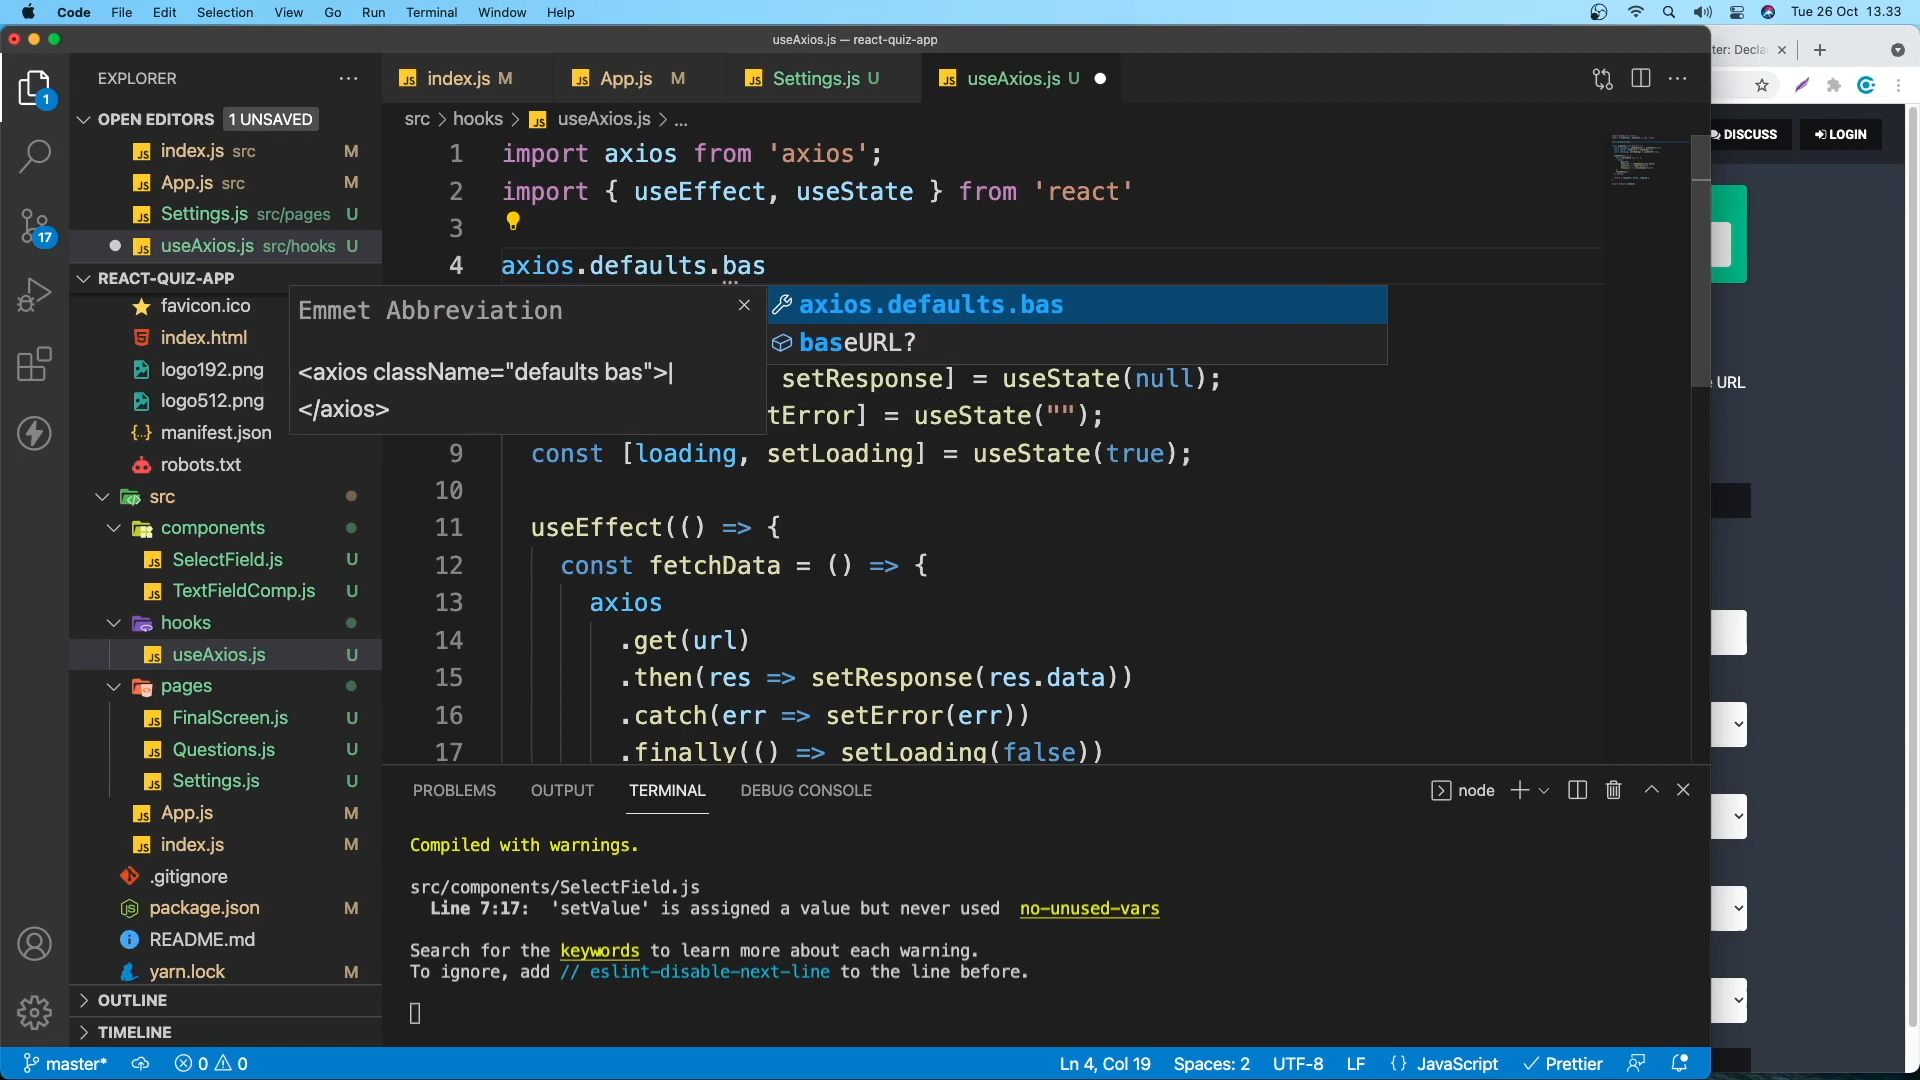 Code File Edit Selection View Go Run Terminal Window Help Tue 26 Oct 13.33
useAxios.js — react-quiz-app
EXPLORER
OPEN EDITORS 1 UNSAVED
index.js src M
App.js src M
Settings.js src/pages U
useAxios.js src/hooks U
REACT-QUIZ-APP
favicon.ico
index.html
logo192.png
logo512.png
manifest.json
robots.txt
src
components
SelectField.js U
TextFieldComp.js U
hooks
useAxios.js U
pages
FinalScreen.js U
Questions.js U
Settings.js U
App.js M
index.js M
.gitignore
package.json M
README.md
yarn.lock M
OUTLINE
TIMELINE
1
17
index.js M App.js M Settings.js U useAxios.js U
src > hooks > useAxios.js > ...
1 import axios from 'axios';
2 import { useEffect, useState } from 'react'
3
4 axios.defaults.bas
Emmet Abbreviation
<axios className="defaults bas">|
</axios>
axios.defaults.bas
baseURL?
setResponse] = useState(null);
tError] = useState("");
9 const [loading, setLoading] = useState(true);
10
11 useEffect(() => {
12 const fetchData = () => {
13 axios
14 .get(url)
15 .then(res => setResponse(res.data))
16 .catch(err => setError(err))
17 .finally(() => setLoading(false))
PROBLEMS OUTPUT TERMINAL DEBUG CONSOLE node
Compiled with warnings.
src/components/SelectField.js
Line 7:17: 'setValue' is assigned a value but never used no-unused-vars
Search for the keywords to learn more about each warning.
To ignore, add // eslint-disable-next-line to the line before.
master* 0 0 Ln 4, Col 19 Spaces: 2 UTF-8 LF {} JavaScript Prettier
ter: Decla
DISCUSS LOGIN
URL